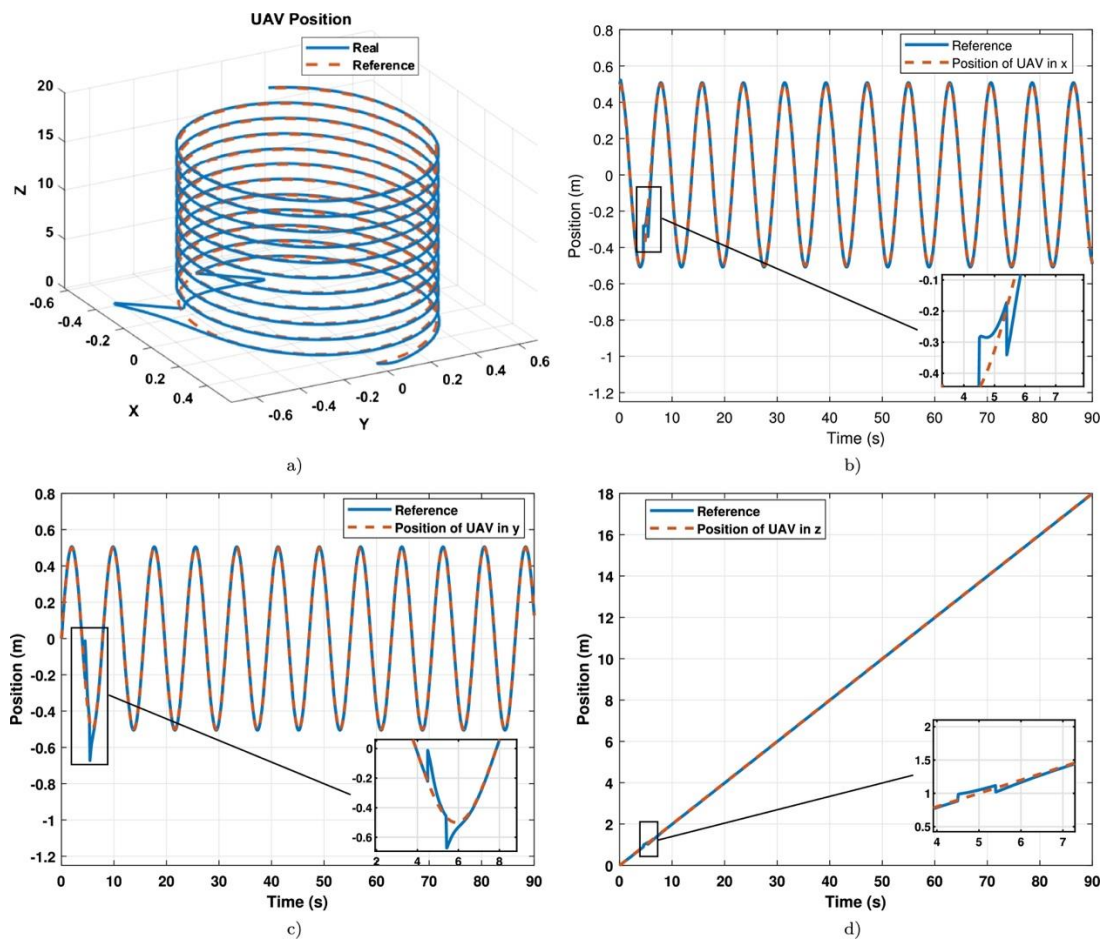 UAV Position
Real
Reference
20
15
10
5
0
Z
-0.6
-0.4
-0.2
0
0.2
0.4
X
-0.6
-0.4
-0.2
0
0.2
0.4
0.6
Y
a)
Reference
Position of UAV in x
0.8
0.6
0.4
0.2
0
-0.2
-0.4
-0.6
-0.8
-1
-1.2
Position (m)
-0.1
-0.2
-0.3
-0.4
4 5 6 7
0 10 20 30 40 50 60 70 80 90
Time (s)
b)
Reference
Position of UAV in y
0.8
0.6
0.4
0.2
0
-0.2
-0.4
-0.6
-0.8
-1
-1.2
Position (m)
0
-0.2
-0.4
-0.6
2 4 6 8
0 10 20 30 40 50 60 70 80 90
Time (s)
c)
Reference
Position of UAV in z
18
16
14
12
10
8
6
4
2
0
Position (m)
2
1.5
1
0.5
4 5 6 7
0 10 20 30 40 50 60 70 80 90
Time (s)
d)